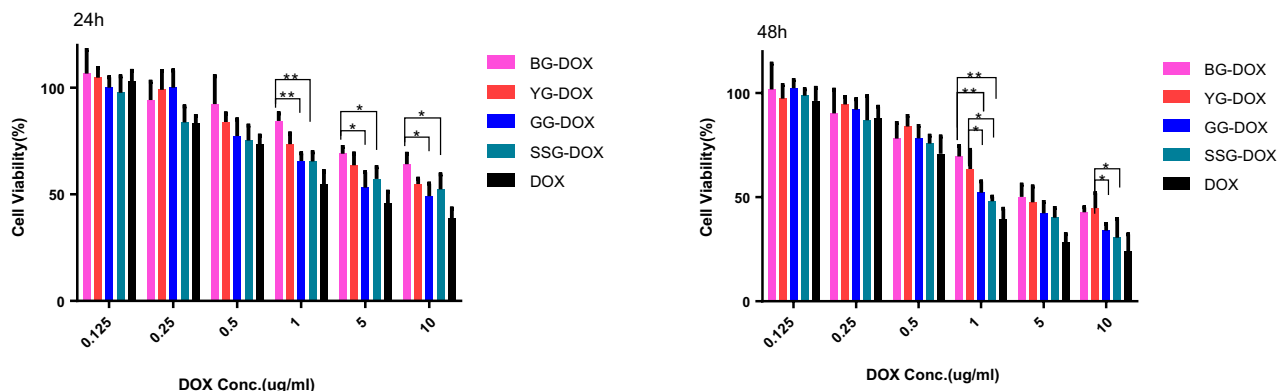 24h
Cell Viability(%)
100
50
0
**
**
*
*
*
*
0.125
0.25
0.5
1
5
10
DOX Conc.(ug/ml)
BG-DOX
YG-DOX
GG-DOX
SSG-DOX
DOX
48h
Cell Viability(%)
100
50
0
**
**
*
*
*
*
0.125
0.25
0.5
1
5
10
DOX Conc.(ug/ml)
BG-DOX
YG-DOX
GG-DOX
SSG-DOX
DOX